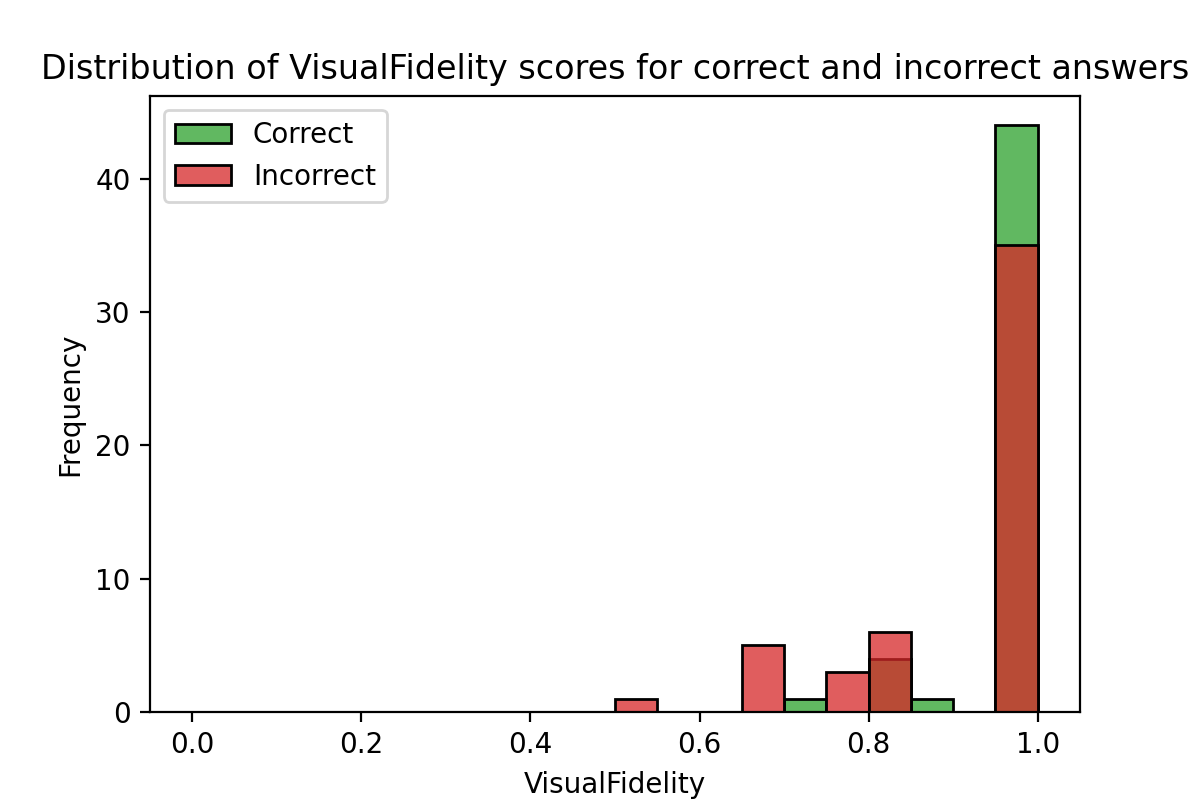 Distribution of VisualFidelity scores for correct and incorrect answers
Correct
Incorrect
Frequency
40
30
20
10
0
0.0 0.2 0.4 0.6 0.8 1.0
VisualFidelity